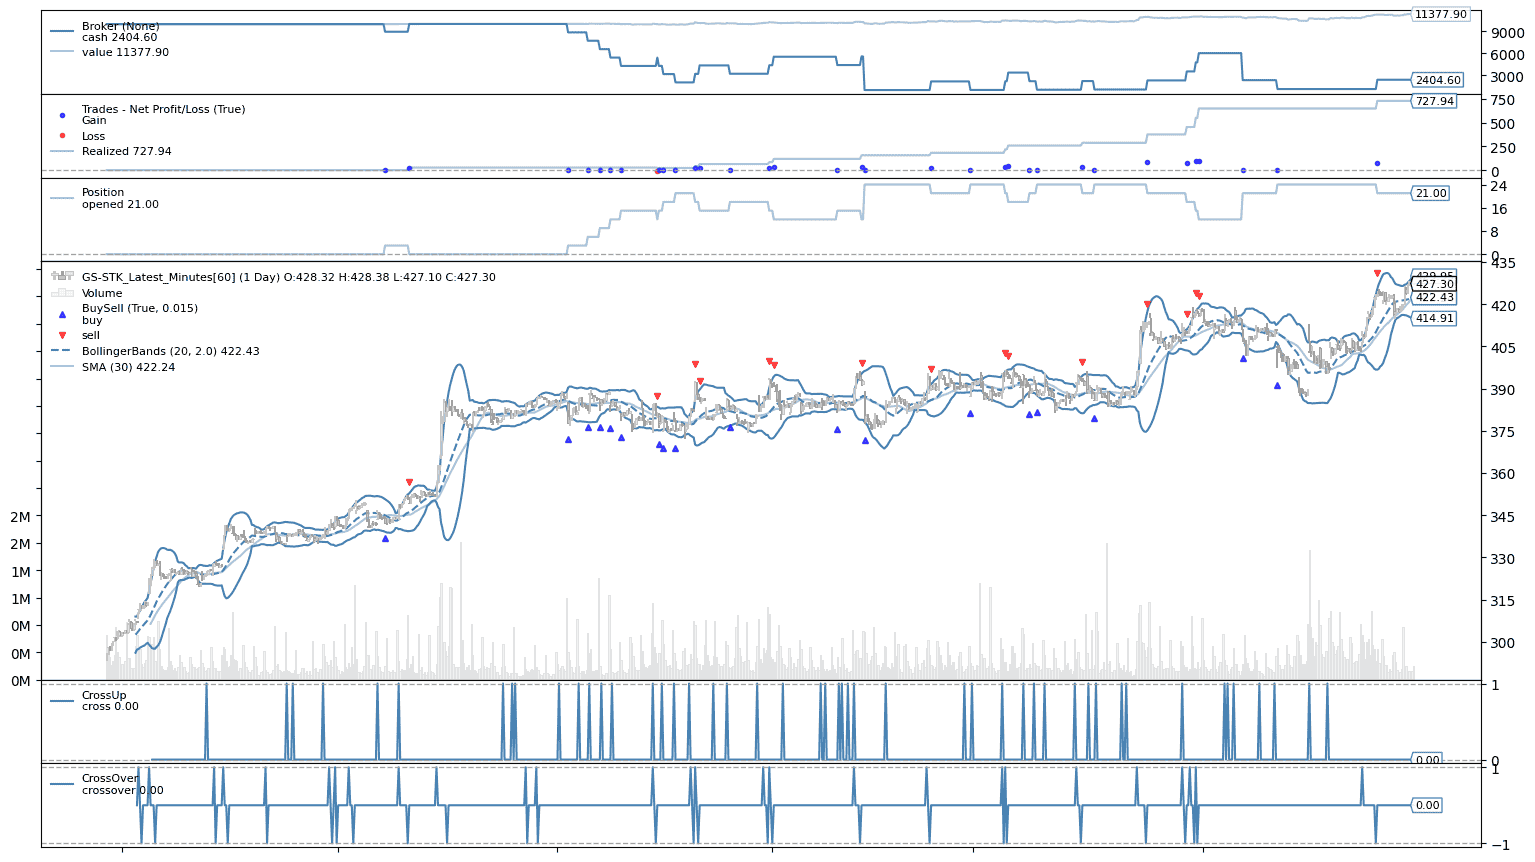 Broker (None)
cash 2404.60
value 11377.90
11377.90
9000
6000
3000
2404.60
Trades - Net Profit/Loss (True)
Gain
Loss
Realized 727.94
750
727.94
500
250
0
Position
opened 21.00
24
21.00
16
8
0
GS-STK_Latest_Minutes[60] (1 Day) O:428.32 H:428.38 L:427.10 C:427.30
Volume
BuySell (True, 0.015)
buy
sell
BollingerBands (20, 2.0) 422.43
SMA (30) 422.24
435
427.30
422.43
420
414.91
405
390
375
360
345
330
315
300
2M
2M
1M
1M
0M
0M
0M
CrossUp
cross 0.00
1
0
0.00
CrossOver
crossover 0.00
1
0.00
−1